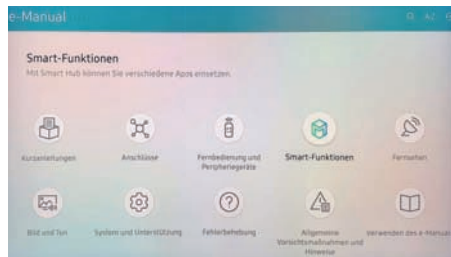 e-Manual
Smart-Funktionen
Mit Smart Hub können Sie verschiedene Apps einsetzen.
Kurzanleitungen
Anschlüsse
Fernbedienung und
Peripheriegeräte
Smart-Funktionen
Fernsehen
Bild und Ton
System und Unterstützung
Fehlerbehebung
Allgemeine
Vorsichtsmaßnahmen und
Hinweise
Verwenden des e-Manual